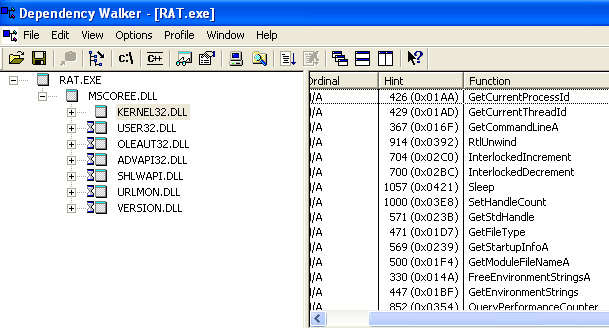 Dependency Walker - [RAT.exe]
File Edit View Options Profile Window Help
c:\ C++
RAT.EXE
MSCOREE.DLL
KERNEL32.DLL
USER32.DLL
OLEAUT32.DLL
ADVAPI32.DLL
SHLWAPI.DLL
URLMON.DLL
VERSION.DLL
Ordinal Hint Function
N/A 426 (0x01AA) GetCurrentProcessId
N/A 429 (0x01AD) GetCurrentThreadId
N/A 367 (0x016F) GetCommandLineA
N/A 914 (0x0392) RtlUnwind
N/A 704 (0x02C0) InterlockedIncrement
N/A 700 (0x02BC) InterlockedDecrement
N/A 1057 (0x0421) Sleep
N/A 1000 (0x03E8) SetHandleCount
N/A 571 (0x023B) GetStdHandle
N/A 471 (0x01D7) GetFileType
N/A 569 (0x0239) GetStartupInfoA
N/A 500 (0x01F4) GetModuleFileNameA
N/A 330 (0x014A) FreeEnvironmentStringsA
N/A 447 (0x01BF) GetEnvironmentStrings
N/A 852 (0x0354) QueryPerformanceCounter